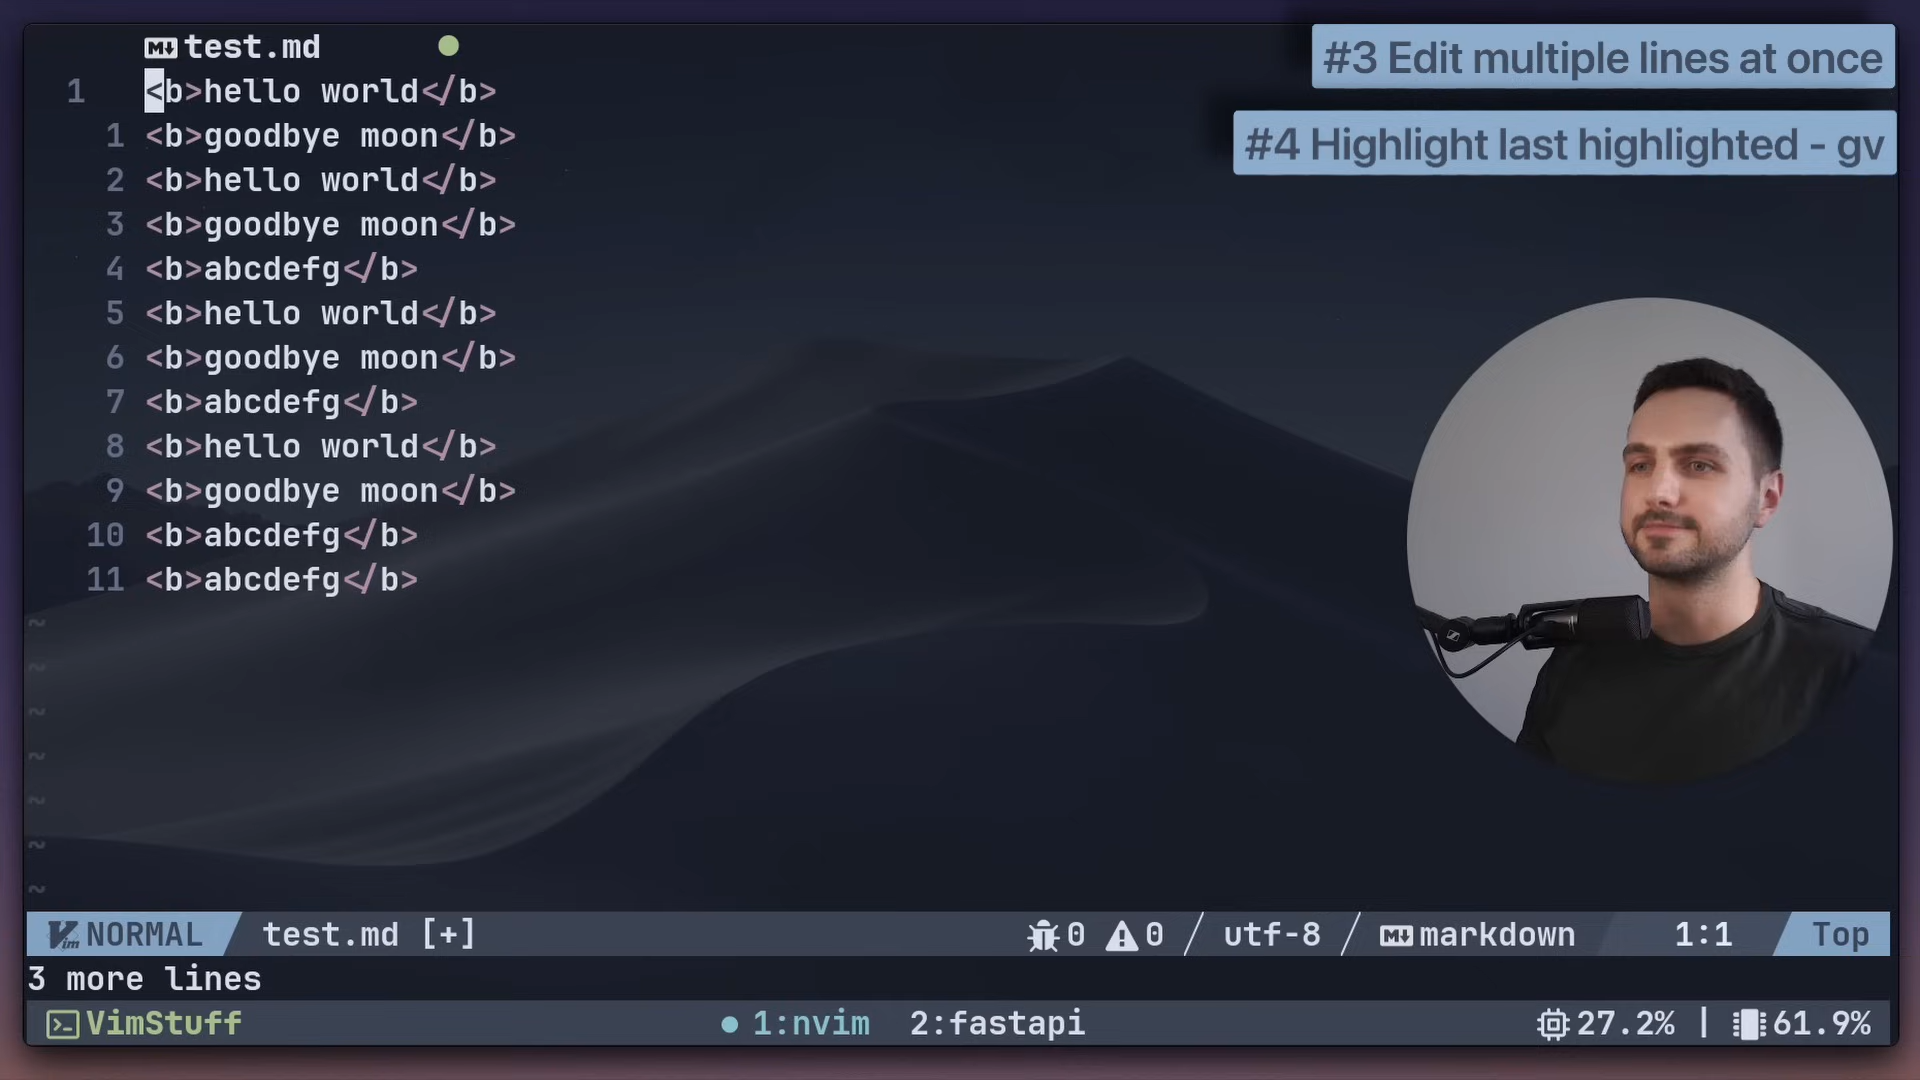 test.md
#3 Edit multiple lines at once
1 <b>hello world</b>
1 <b>goodbye moon</b>
#4 Highlight last highlighted - gv
2 <b>hello world</b>
3 <b>goodbye moon</b>
4 <b>abcdefg</b>
5 <b>hello world</b>
6 <b>goodbye moon</b>
7 <b>abcdefg</b>
8 <b>hello world</b>
9 <b>goodbye moon</b>
10 <b>abcdefg</b>
11 <b>abcdefg</b>
~
~
~
~
~
~
~
NORMAL test.md [+] 0 0 / utf-8 / markdown 1:1 Top
3 more lines
VimStuff 1:nvim 2:fastapi 27.2% | 61.9%